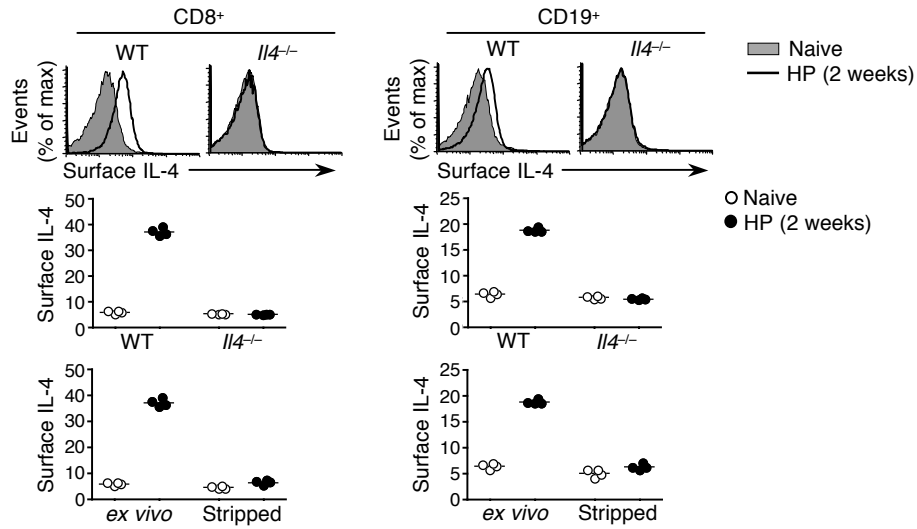 CD8+
CD19+
WT
Il4–/–
WT
Il4–/–
Naive
HP (2 weeks)
Events
(% of max)
Events
(% of max)
Surface IL-4
Surface IL-4
50
40
30
20
10
0
Surface IL-4
WT
Il4–/–
25
20
15
10
5
0
Surface IL-4
WT
Il4–/–
Naive
HP (2 weeks)
50
40
30
20
10
0
Surface IL-4
ex vivo
Stripped
25
20
15
10
5
0
Surface IL-4
ex vivo
Stripped